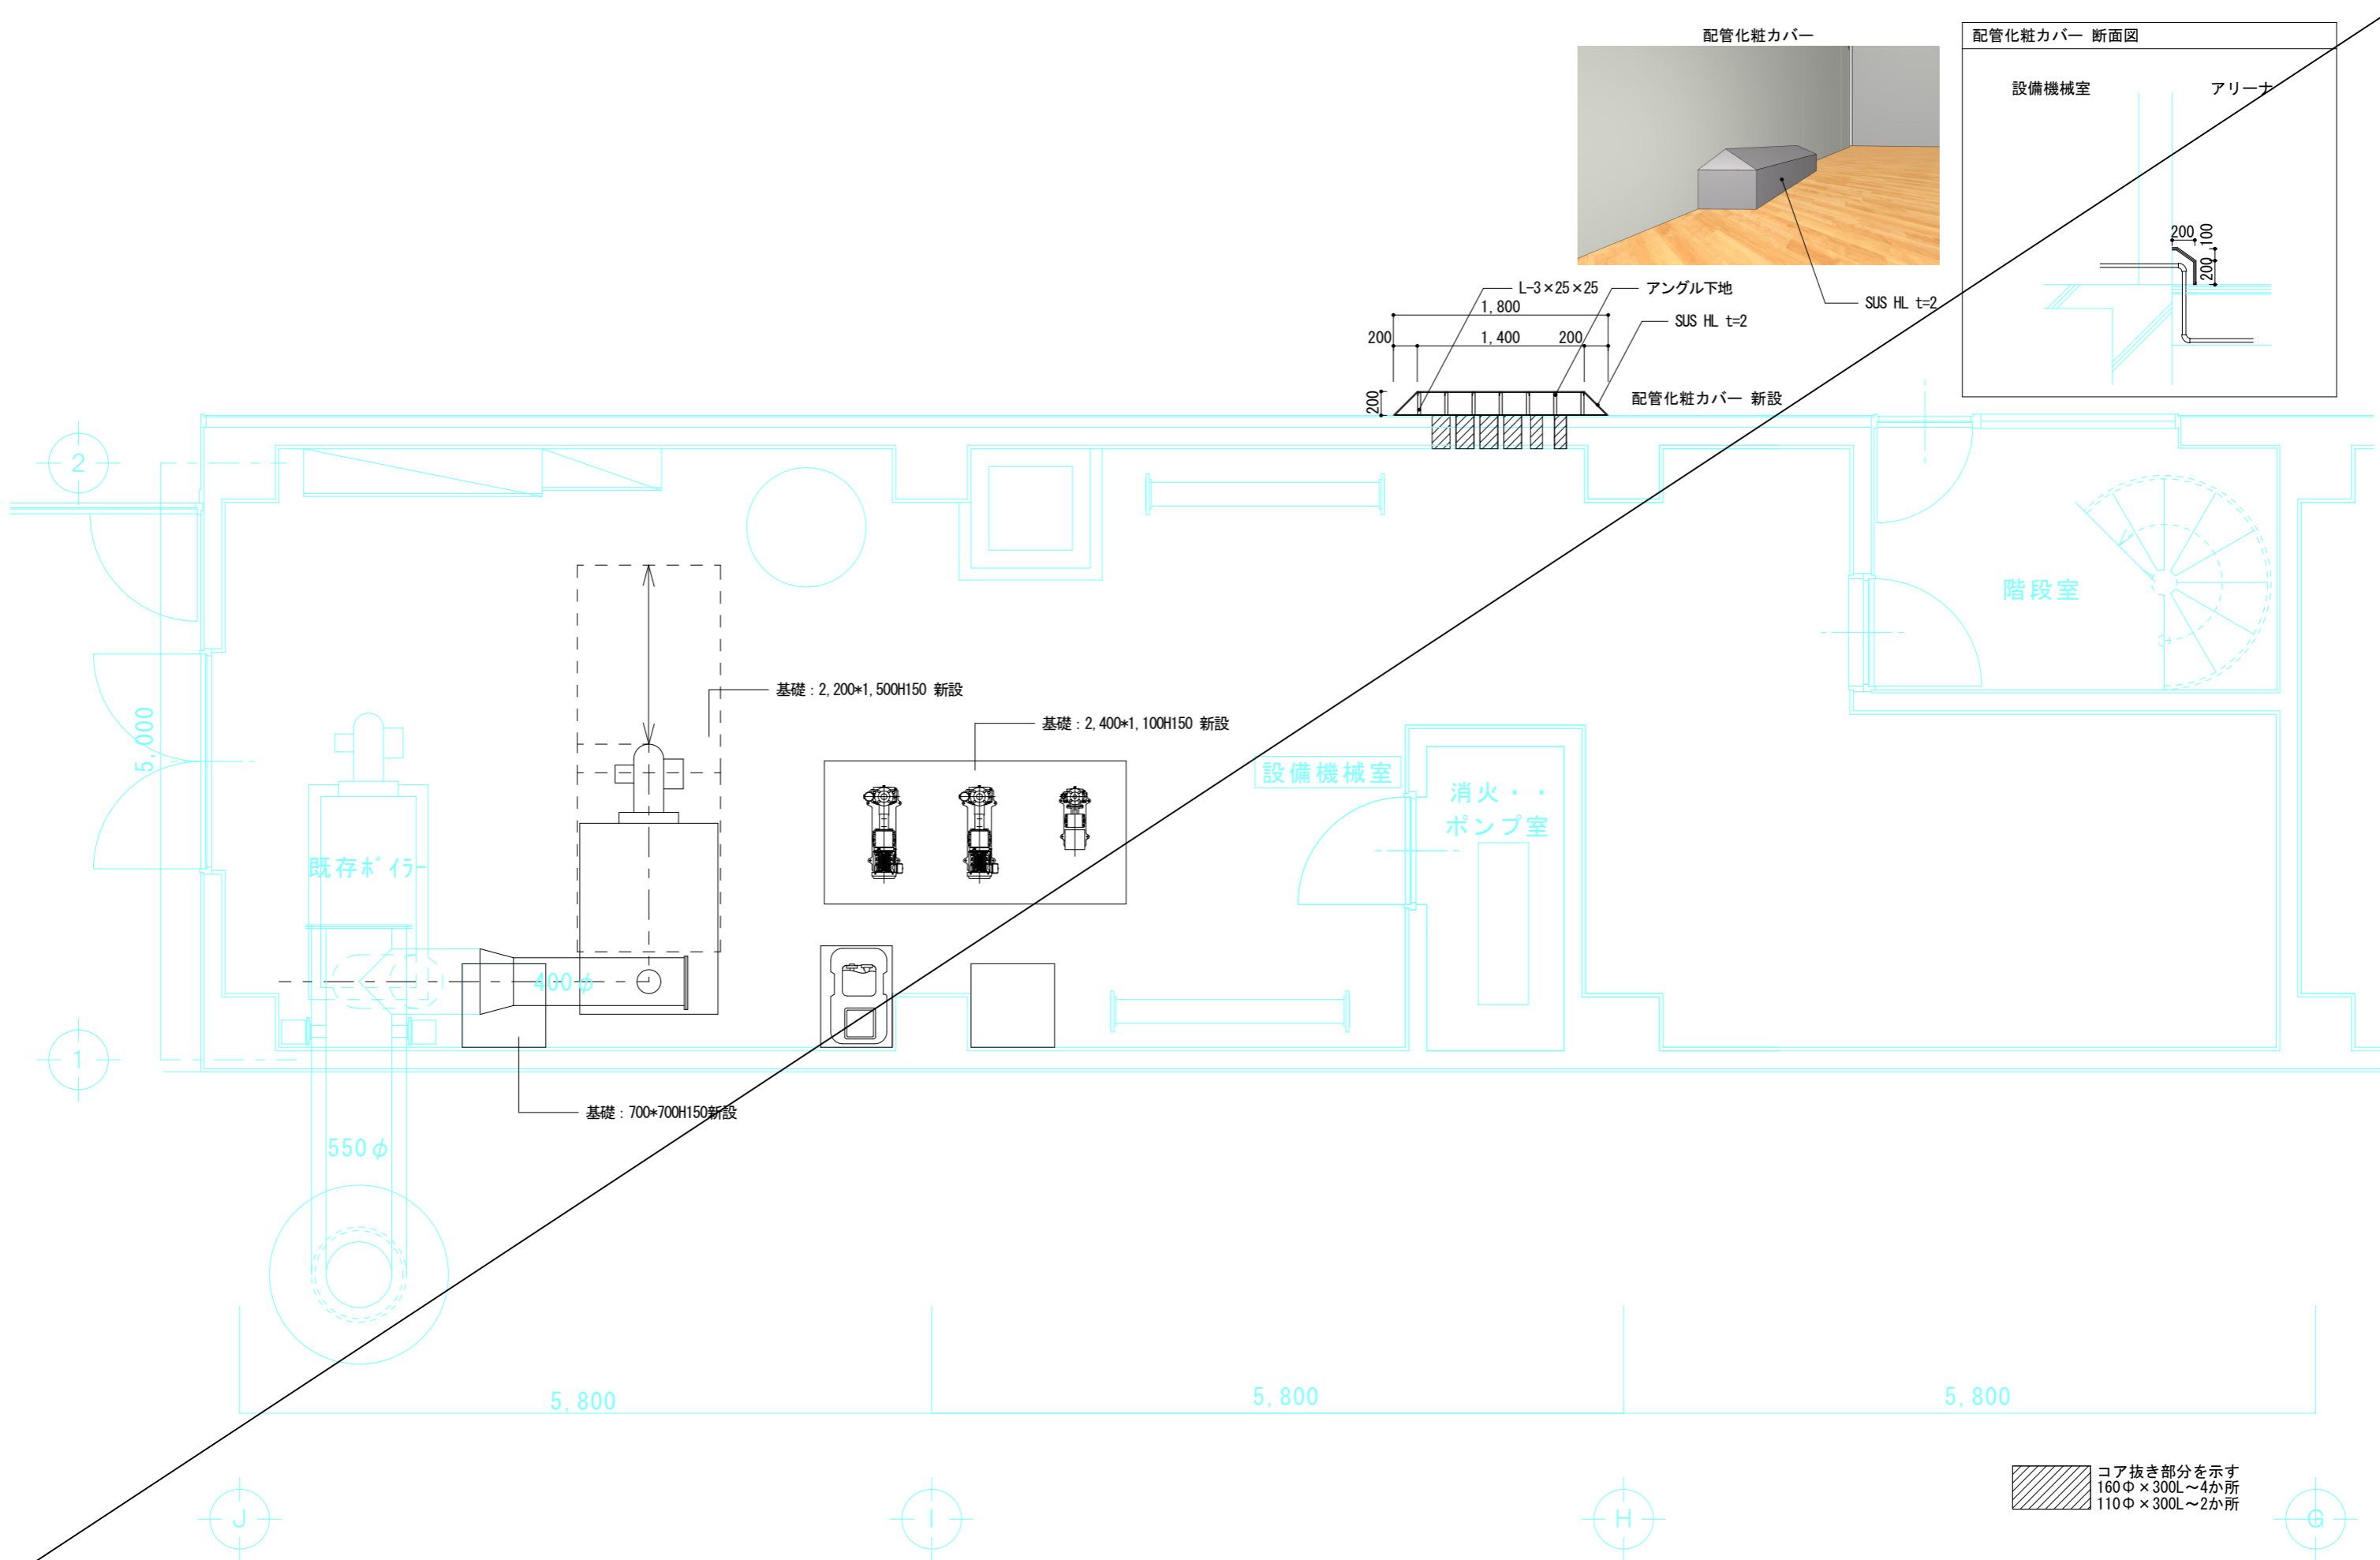 配管化粧カバー
配管化粧カバー 断面図
設備機械室
アリーナ
200
100
200
SUS HL t=2
L-3×25×25
アングル下地
1,800
SUS HL t=2
200
1,400
200
200
配管化粧カバー 新設
2
階段室
基礎：2,200*1,500H150 新設
基礎：2,400*1,100H150 新設
5,000
設備機械室
消火・・
ポンプ室
既存ﾎﾞｲﾗｰ
400φ
1
基礎：700*700H150新設
550φ
5,800
5,800
5,800
コア抜き部分を示す
160Φ×300L～4か所
110Φ×300L～2か所
J
I
H
G